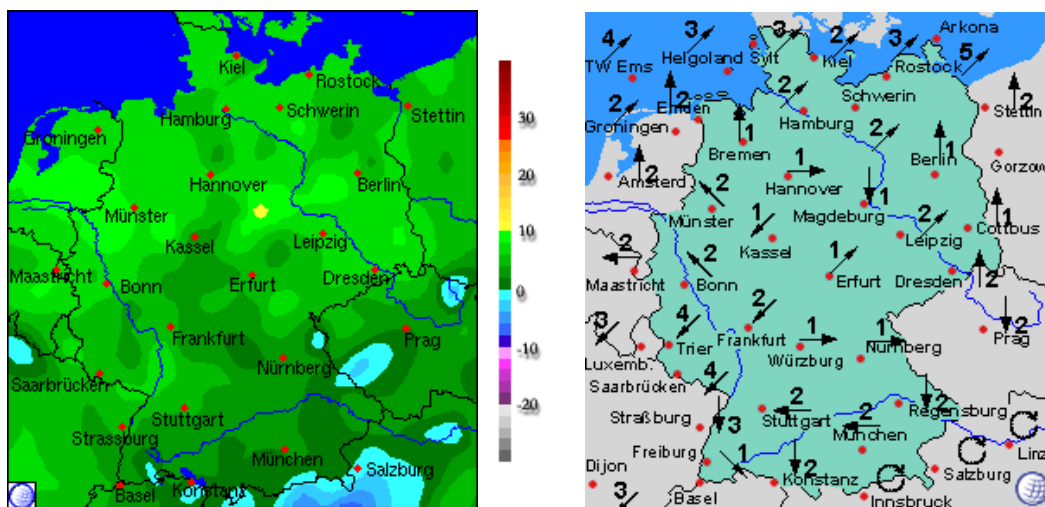 Kiel
Rostock
Schwerin
Hamburg
Stettin
Groningen
Hannover
Berlin
Münster
Kassel
Leipzig
Maastricht
Bonn
Erfurt
Dresden
Frankfurt
Prag
Nürnberg
Saarbrücken
Stuttgart
Strassburg
München
Salzburg
Basel
Konstanz
30
20
10
0
-10
-20
Arkona
4 3 3 2 3 5
TW Ems Helgoland Sylt Kiel Rostock
2
Schwerin
2 Emden 2 Hamburg 2 Stettin
Groningen
1 2 1
Bremen Berlin Gorzow
2 1
Amsterd Hannover
2 1 2 1
Münster Magdeburg Cottbus
2 1 Leipzig
Kassel
2 1 2
Maastricht Bonn Erfurt Dresden
3 4 2 1 1 2
Trier Frankfurt Nürnberg Prag
Luxemb. Würzburg
Saarbrücken
4 2 2 2
Straßburg 3 Stuttgart Regensburg
München
Freiburg 1 2 Linz
Dijon Salzburg
3 Basel Konstanz
Innsbruck